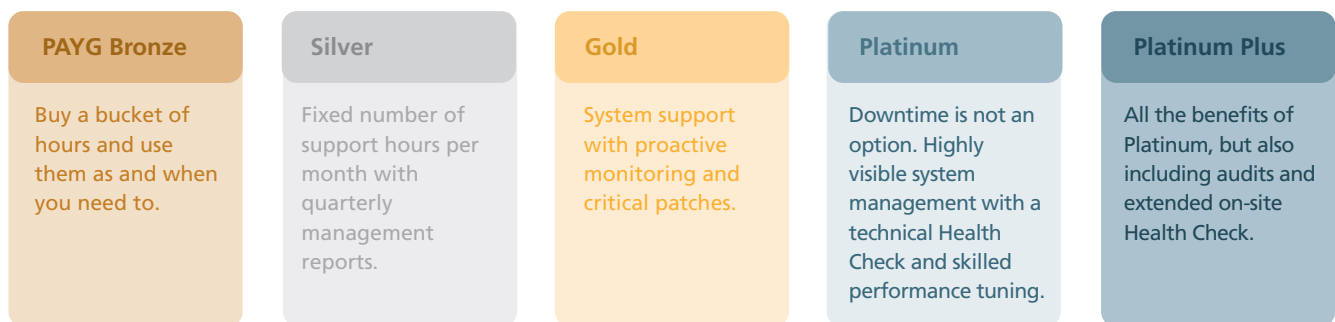 PAYG Bronze
Buy a bucket of
hours and use
them as and when
you need to.
Silver
Fixed number of
support hours per
month with
quarterly
management
reports.
Gold
System support
with proactive
monitoring and
critical patches.
Platinum
Downtime is not an
option. Highly
visible system
management with a
technical Health
Check and skilled
performance tuning.
Platinum Plus
All the benefits of
Platinum, but also
including audits and
extended on-site
Health Check.